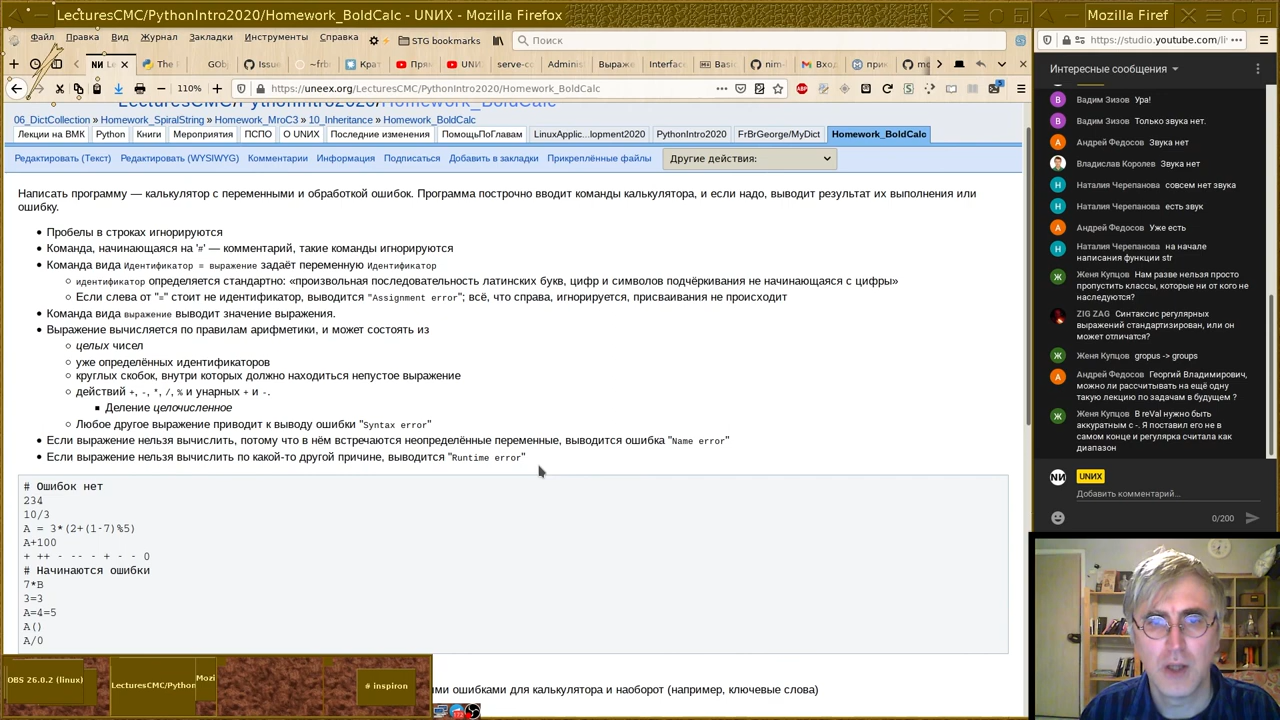 LecturesCMC/PythonIntro2020/Homework_BoldCalc - UNИX - Mozilla Firefox
Mozilla Firef
Файл Правка Вид Журнал Закладки Инструменты Справка
STG bookmarks
Поиск
110%
https://uneex.org/LecturesCMC/PythonIntro2020/Homework_BoldCalc
https://studio.youtube.com/li
06_DictCollection » Homework_SpiralString » Homework_MroC3 » 10_Inheritance » Homework_BoldCalc
Лекции на ВМК Python Книги Мероприятия ПСПО О UNИX Последние изменения ПомощьПоГлавам LinuxApplic...lopment2020 PythonIntro2020 FrBrGeorge/MyDict Homework_BoldCalc
Редактировать (Текст) Редактировать (WYSIWYG) Комментарии Информация Подписаться Добавить в закладки Прикреплённые файлы Другие действия:
Написать программу — калькулятор с переменными и обработкой ошибок. Программа построчно вводит команды калькулятора, и если надо, выводит результат их выполнения или
ошибку.
Пробелы в строках игнорируются
Команда, начинающаяся на '#' — комментарий, такие команды игнорируются
Команда вида Идентификатор = выражение задаёт переменную Идентификатор
идентификатор определяется стандартно: «произвольная последовательность латинских букв, цифр и символов подчёркивания не начинающаяся с цифры»
Если слева от "=" стоит не идентификатор, выводится "Assignment error"; всё, что справа, игнорируется, присваивания не происходит
Команда вида выражение выводит значение выражения.
Выражение вычисляется по правилам арифметики, и может состоять из
целых чисел
уже определённых идентификаторов
круглых скобок, внутри которых должно находиться непустое выражение
действий +, -, *, /, % и унарных + и -.
Деление целочисленное
Любое другое выражение приводит к выводу ошибки "Syntax error"
Если выражение нельзя вычислить, потому что в нём встречаются неопределённые переменные, выводится ошибка "Name error"
Если выражение нельзя вычислить по какой-то другой причине, выводится "Runtime error"
# Ошибок нет
234
10/3
A = 3*(2+(1-7)%5)
A+100
+ ++ - -- - + - - 0
# Начинаются ошибки
7*B
3=3
A=4=5
A()
A/0
ими ошибками для калькулятора и наоборот (например, ключевые слова)
OBS 26.0.2 (linux)
LecturesCMC/Python
Mozi
# inspiron
Интересные сообщения
Вадим Зизов Ура!
Вадим Зизов Только звука нет.
Андрей Федосов Звука нет
Владислав Королев Звука нет
Наталия Черепанова совсем нет звука
Наталия Черепанова есть звук
Андрей Федосов Уже есть
Наталия Черепанова на начале
написания функции str
Женя Купцов Нам разве нельзя просто
пропустить классы, которые ни от кого не
наследуются?
ZIG ZAG Синтаксис регулярных
выражений стандартизирован, или он
может отличатся?
Женя Купцов gropus -> groups
Андрей Федосов Георгий Владимирович,
можно ли рассчитывать на ещё одну
такую лекцию по задачам в будущем ?
Женя Купцов В reVal нужно быть
аккуратным с -. Я поставил его не в
самом конце и регулярка считала как
диапазон
UNИX
Добавить комментарий...
0/200